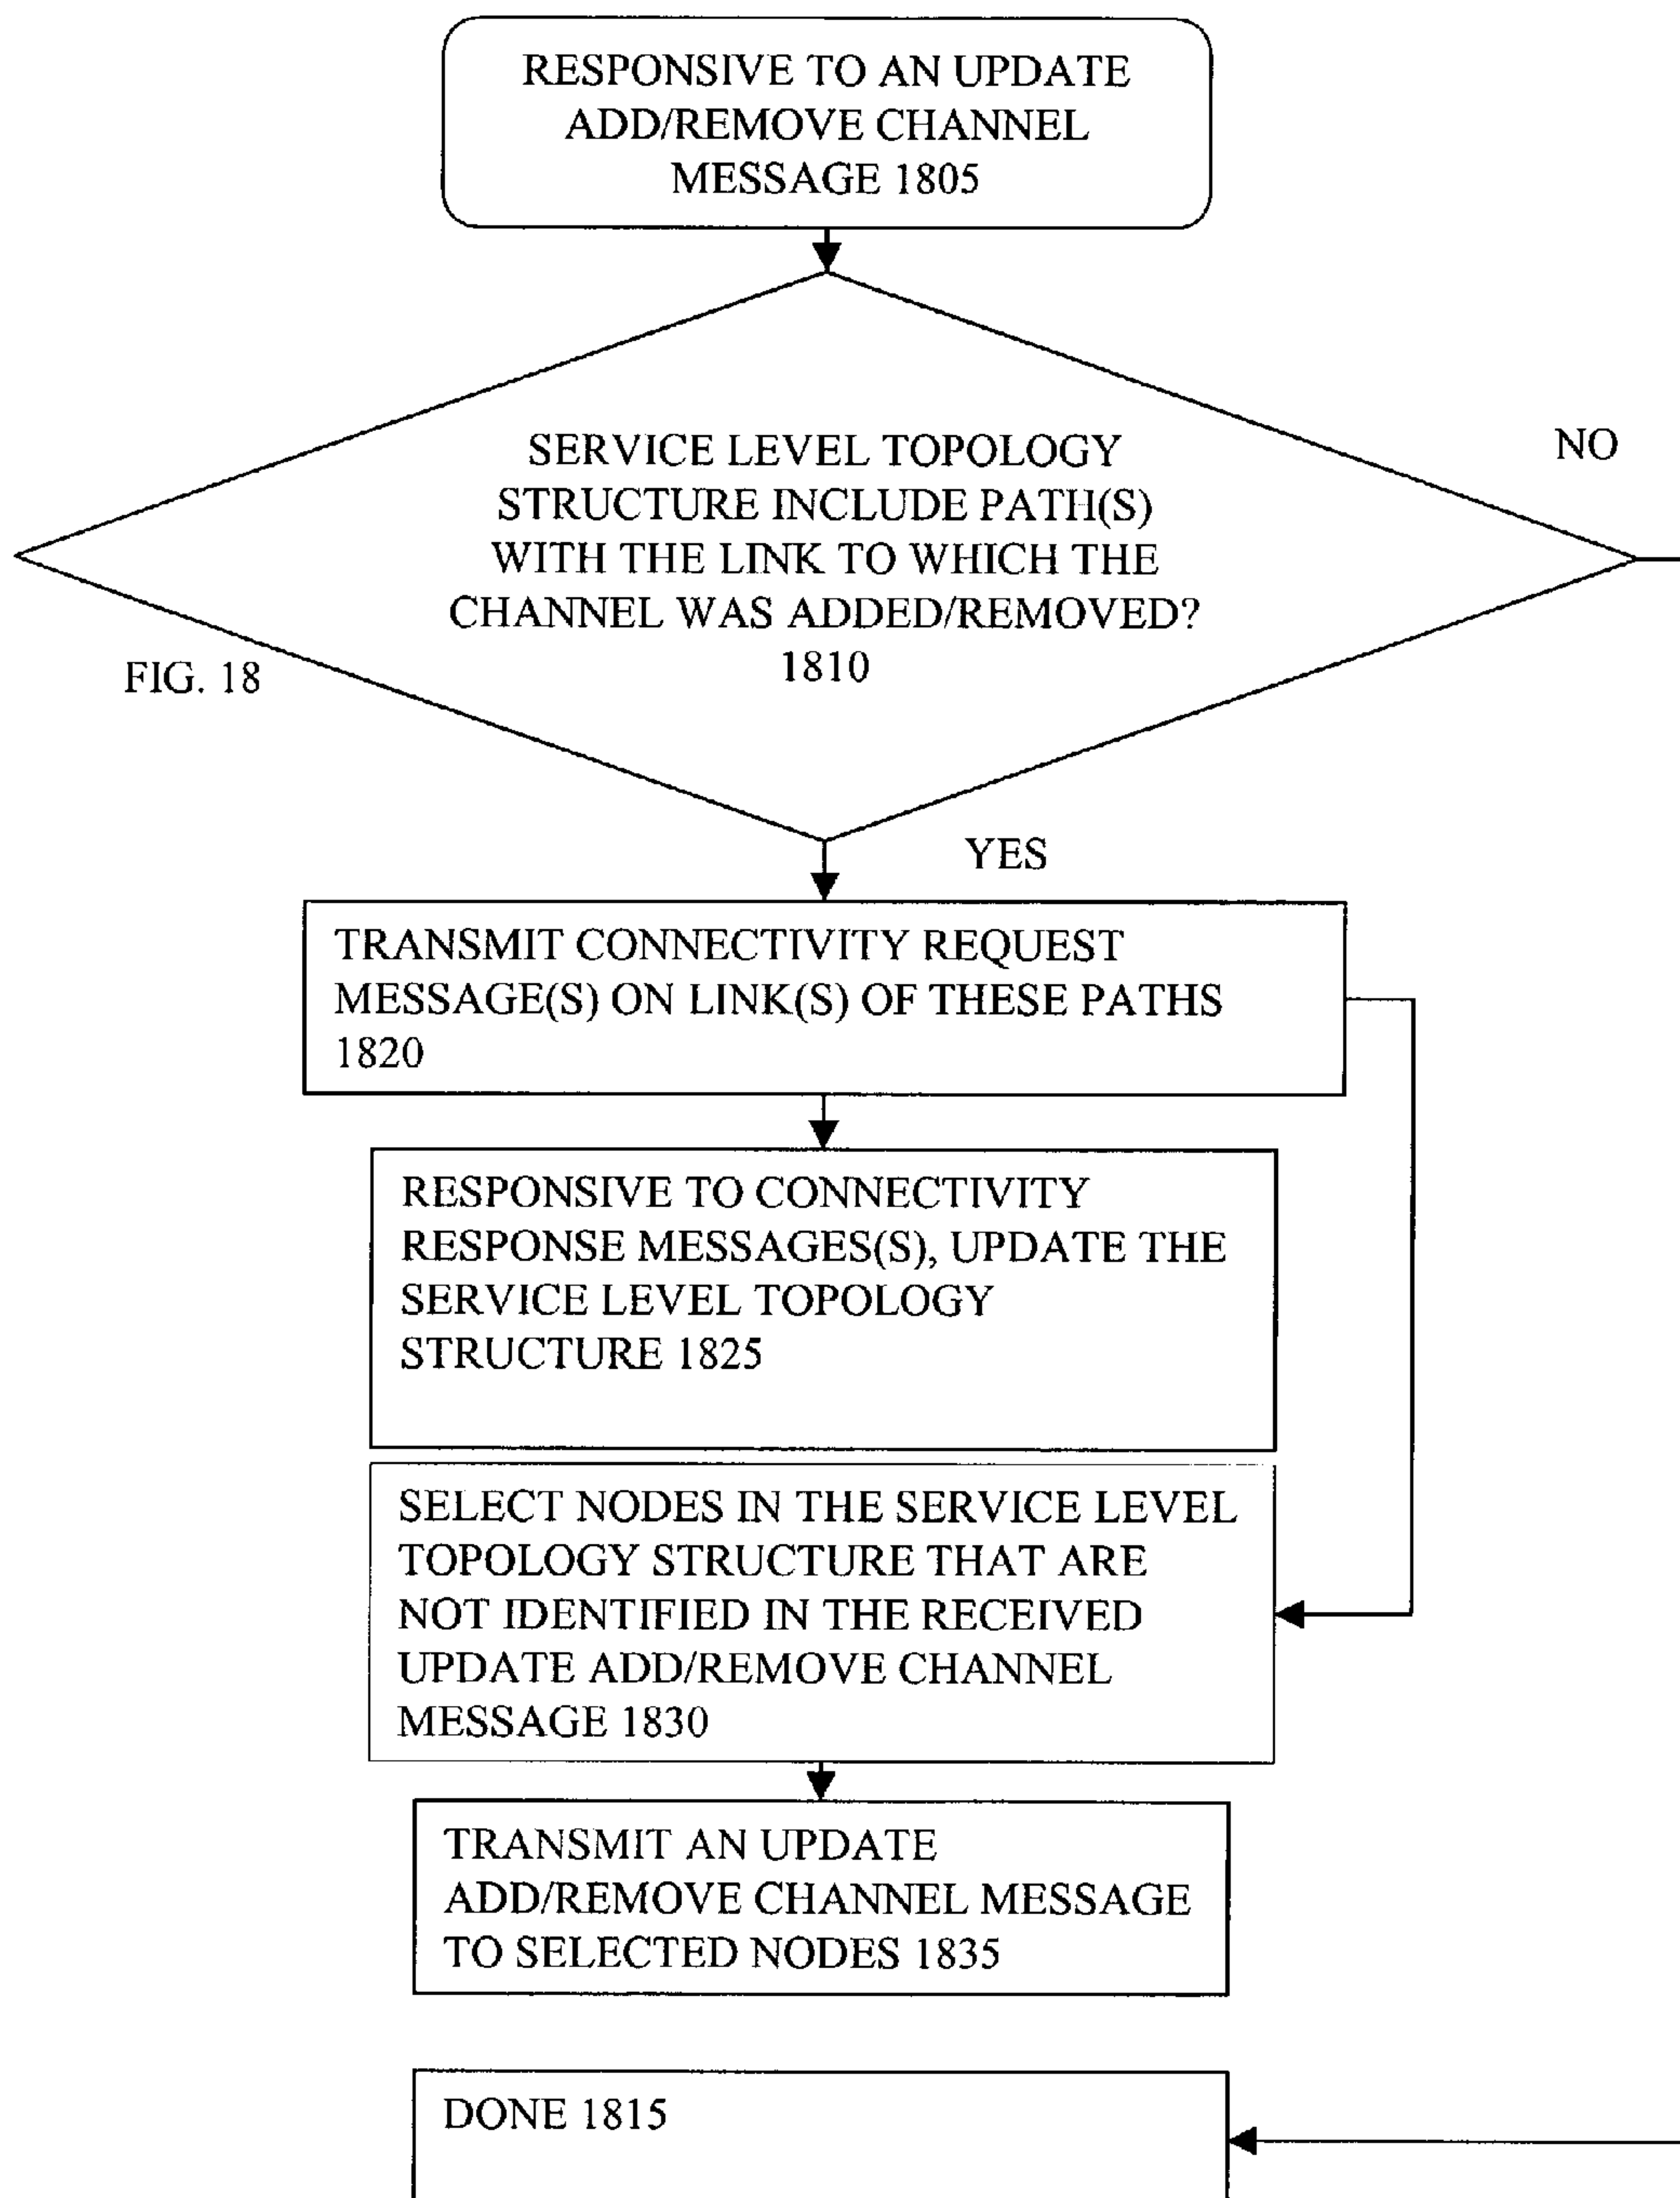 RESPONSIVE TO AN UPDATE
ADD/REMOVE CHANNEL
MESSAGE 1805
NO
SERVICE LEVEL TOPOLOGY
STRUCTURE INCLUDE PATH(S)
WITH THE LINK TO WHICH THE
CHANNEL WAS ADDED/REMOVED?
1810
FIG. 18
YES
TRANSMIT CONNECTIVITY REQUEST
MESSAGE(S) ON LINK(S) OF THESE PATHS
1820
RESPONSIVE TO CONNECTIVITY
RESPONSE MESSAGES(S), UPDATE THE
SERVICE LEVEL TOPOLOGY
STRUCTURE 1825
SELECT NODES IN THE SERVICE LEVEL
TOPOLOGY STRUCTURE THAT ARE
NOT IDENTIFIED IN THE RECEIVED
UPDATE ADD/REMOVE CHANNEL
MESSAGE 1830
TRANSMIT AN UPDATE
ADD/REMOVE CHANNEL MESSAGE
TO SELECTED NODES 1835
DONE 1815